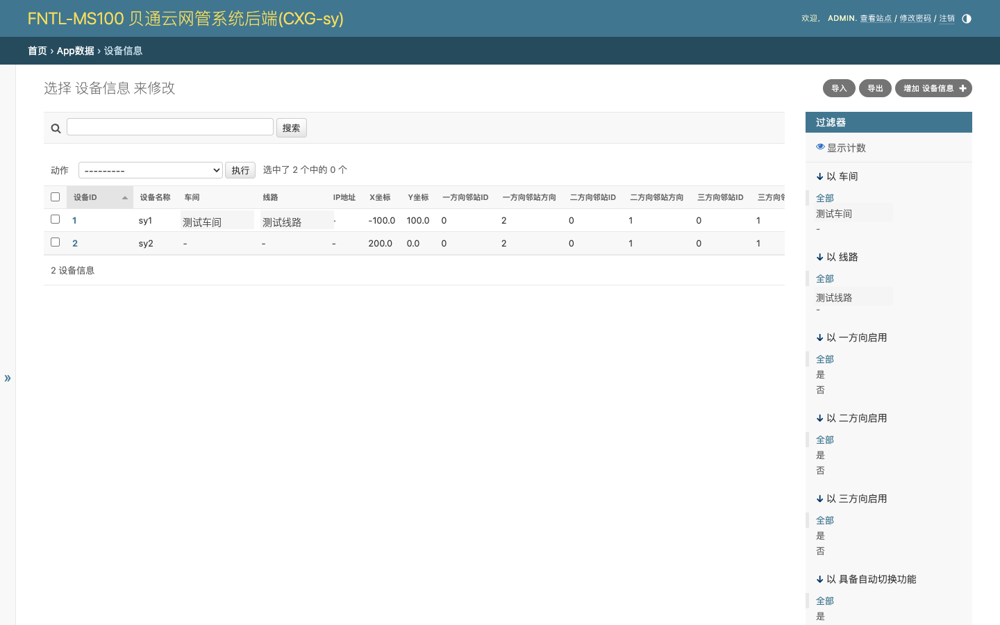 FNTL-MS100 贝通云网管系统后端(CXG-sy)
欢迎， ADMIN. 查看站点 / 修改密码 / 注销
首页 › App数据 › 设备信息
选择 设备信息 来修改
导入 导出 增加 设备信息
搜索
动作 --------- 执行 选中了 2 个中的 0 个
设备ID 设备名称 车间 线路 IP地址 X坐标 Y坐标 一方向邻站ID 一方向邻站方向 二方向邻站ID 二方向邻站方向 三方向邻站ID 三方向
1 sy1 测试车间 测试线路 - -100.0 100.0 0 2 0 1 0 1
2 sy2 - - - 200.0 0.0 0 2 0 1 0 1
2 设备信息
»
过滤器
显示计数
以 车间
全部
测试车间
-
以 线路
全部
测试线路
-
以 一方向启用
全部
是
否
以 二方向启用
全部
是
否
以 三方向启用
全部
是
否
以 具备自动切换功能
全部
是